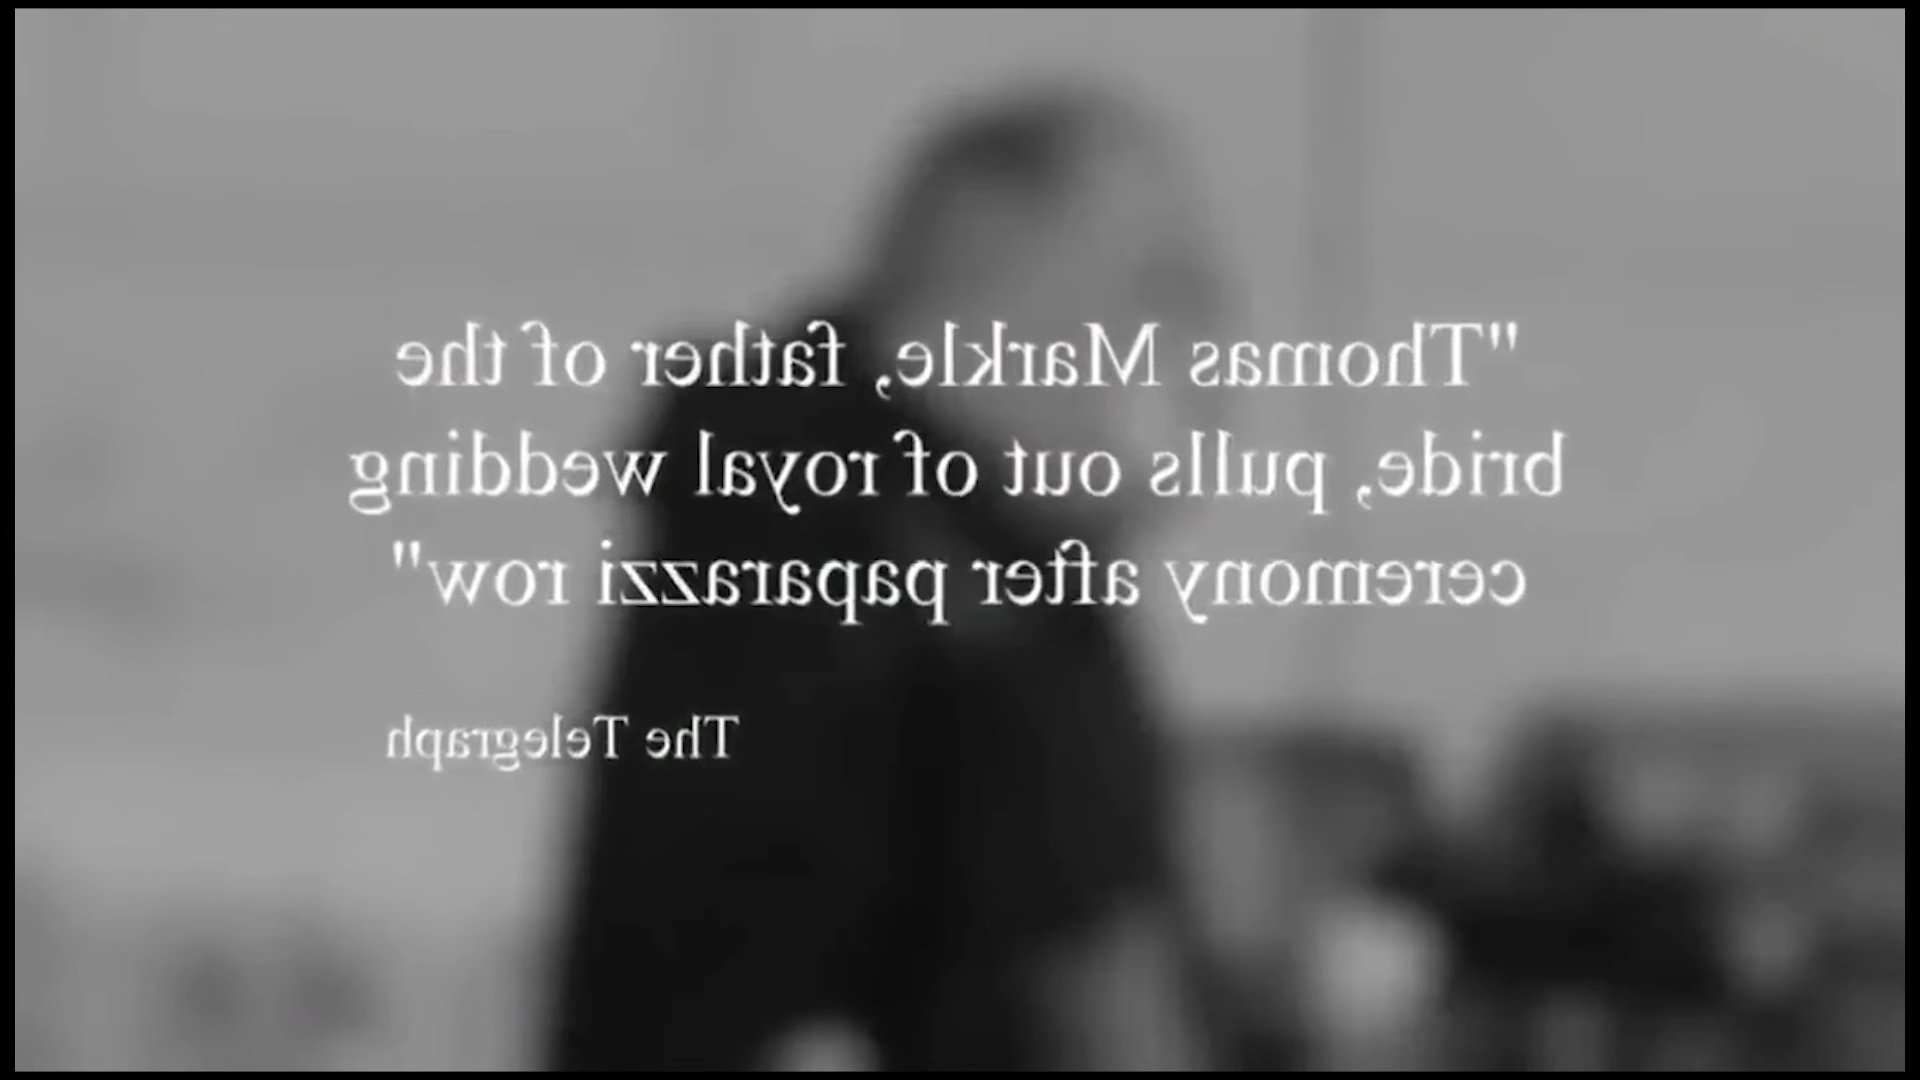 "Thomas Markle, father of the
bride, pulls out of royal wedding
ceremony after paparazzi row"
The Telegraph